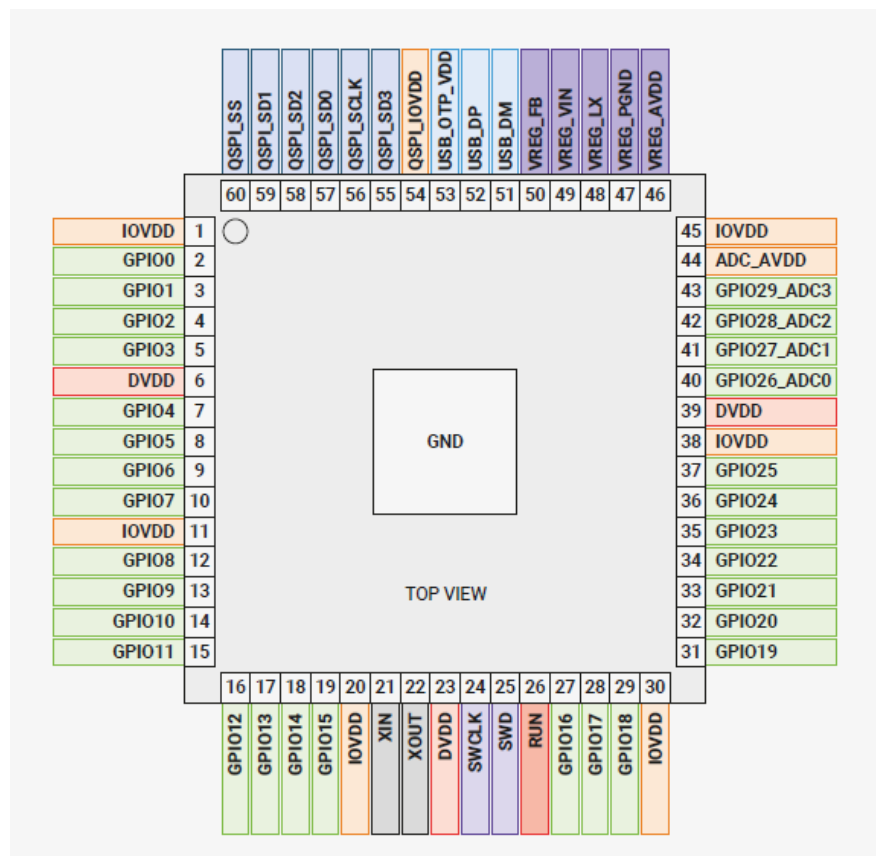 QSPI_SS
QSPI_SD1
QSPI_SD2
QSPI_SD0
QSPI_SCLK
QSPI_SD3
QSPI_IOVDD
USB_OTP_VDD
USB_DP
USB_DM
VREG_FB
VREG_VIN
VREG_LX
VREG_PGND
VREG_AVDD
60 59 58 57 56 55 54 53 52 51 50 49 48 47 46
IOVDD 1
GPIO0 2
GPIO1 3
GPIO2 4
GPIO3 5
DVDD 6
GPIO4 7
GPIO5 8
GPIO6 9
GPIO7 10
IOVDD 11
GPIO8 12
GPIO9 13
GPIO10 14
GPIO11 15
GND
TOP VIEW
45 IOVDD
44 ADC_AVDD
43 GPIO29_ADC3
42 GPIO28_ADC2
41 GPIO27_ADC1
40 GPIO26_ADC0
39 DVDD
38 IOVDD
37 GPIO25
36 GPIO24
35 GPIO23
34 GPIO22
33 GPIO21
32 GPIO20
31 GPIO19
16 17 18 19 20 21 22 23 24 25 26 27 28 29 30
GPIO12
GPIO13
GPIO14
GPIO15
IOVDD
XIN
XOUT
DVDD
SWCLK
SWD
RUN
GPIO16
GPIO17
GPIO18
IOVDD